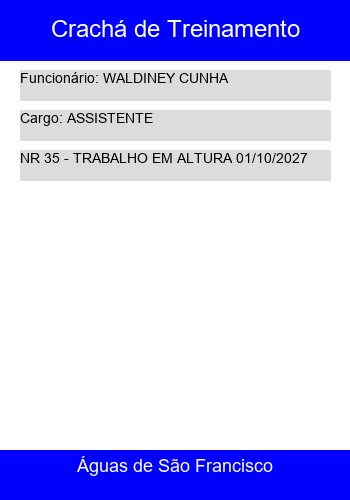 Crachá de Treinamento
Funcionário: WALDINEY CUNHA
Cargo: ASSISTENTE
NR 35 - TRABALHO EM ALTURA 01/10/2027
Águas de São Francisco